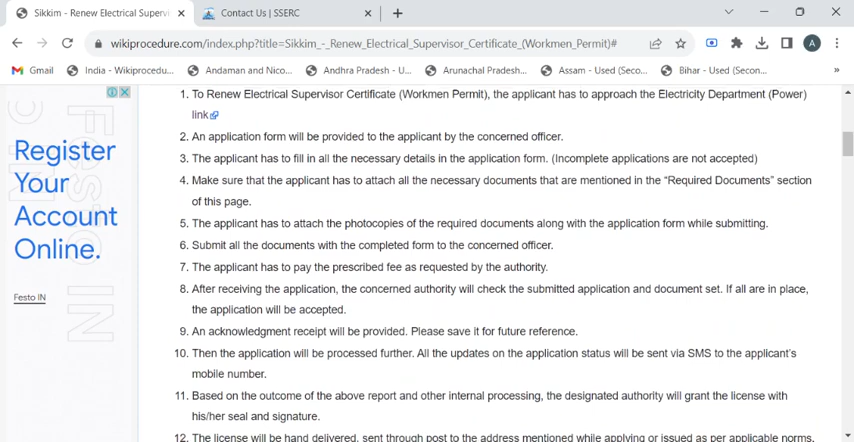 Sikkim - Renew Electrical Supervi
Contact Us | SSERC
wikiprocedure.com/index.php?title=Sikkim_-_Renew_Electrical_Supervisor_Certificate_(Workmen_Permit)#
A
Gmail
India - Wikiprocedu...
Andaman and Nico...
Andhra Pradesh - U...
Arunachal Pradesh...
Assam - Used (Seco...
Bihar - Used (Secon...
»
1. To Renew Electrical Supervisor Certificate (Workmen Permit), the applicant has to approach the Electricity Department (Power)
link
2. An application form will be provided to the applicant by the concerned officer.
3. The applicant has to fill in all the necessary details in the application form. (Incomplete applications are not accepted)
4. Make sure that the applicant has to attach all the necessary documents that are mentioned in the “Required Documents” section
of this page.
5. The applicant has to attach the photocopies of the required documents along with the application form while submitting.
6. Submit all the documents with the completed form to the concerned officer.
7. The applicant has to pay the prescribed fee as requested by the authority.
8. After receiving the application, the concerned authority will check the submitted application and document set. If all are in place,
the application will be accepted.
9. An acknowledgment receipt will be provided. Please save it for future reference.
10. Then the application will be processed further. All the updates on the application status will be sent via SMS to the applicant's
mobile number.
11. Based on the outcome of the above report and other internal processing, the designated authority will grant the license with
his/her seal and signature.
12. The license will be hand delivered, sent through post to the address mentioned while applying or issued as per applicable norms.
Register
Your
Account
Online.
Festo IN